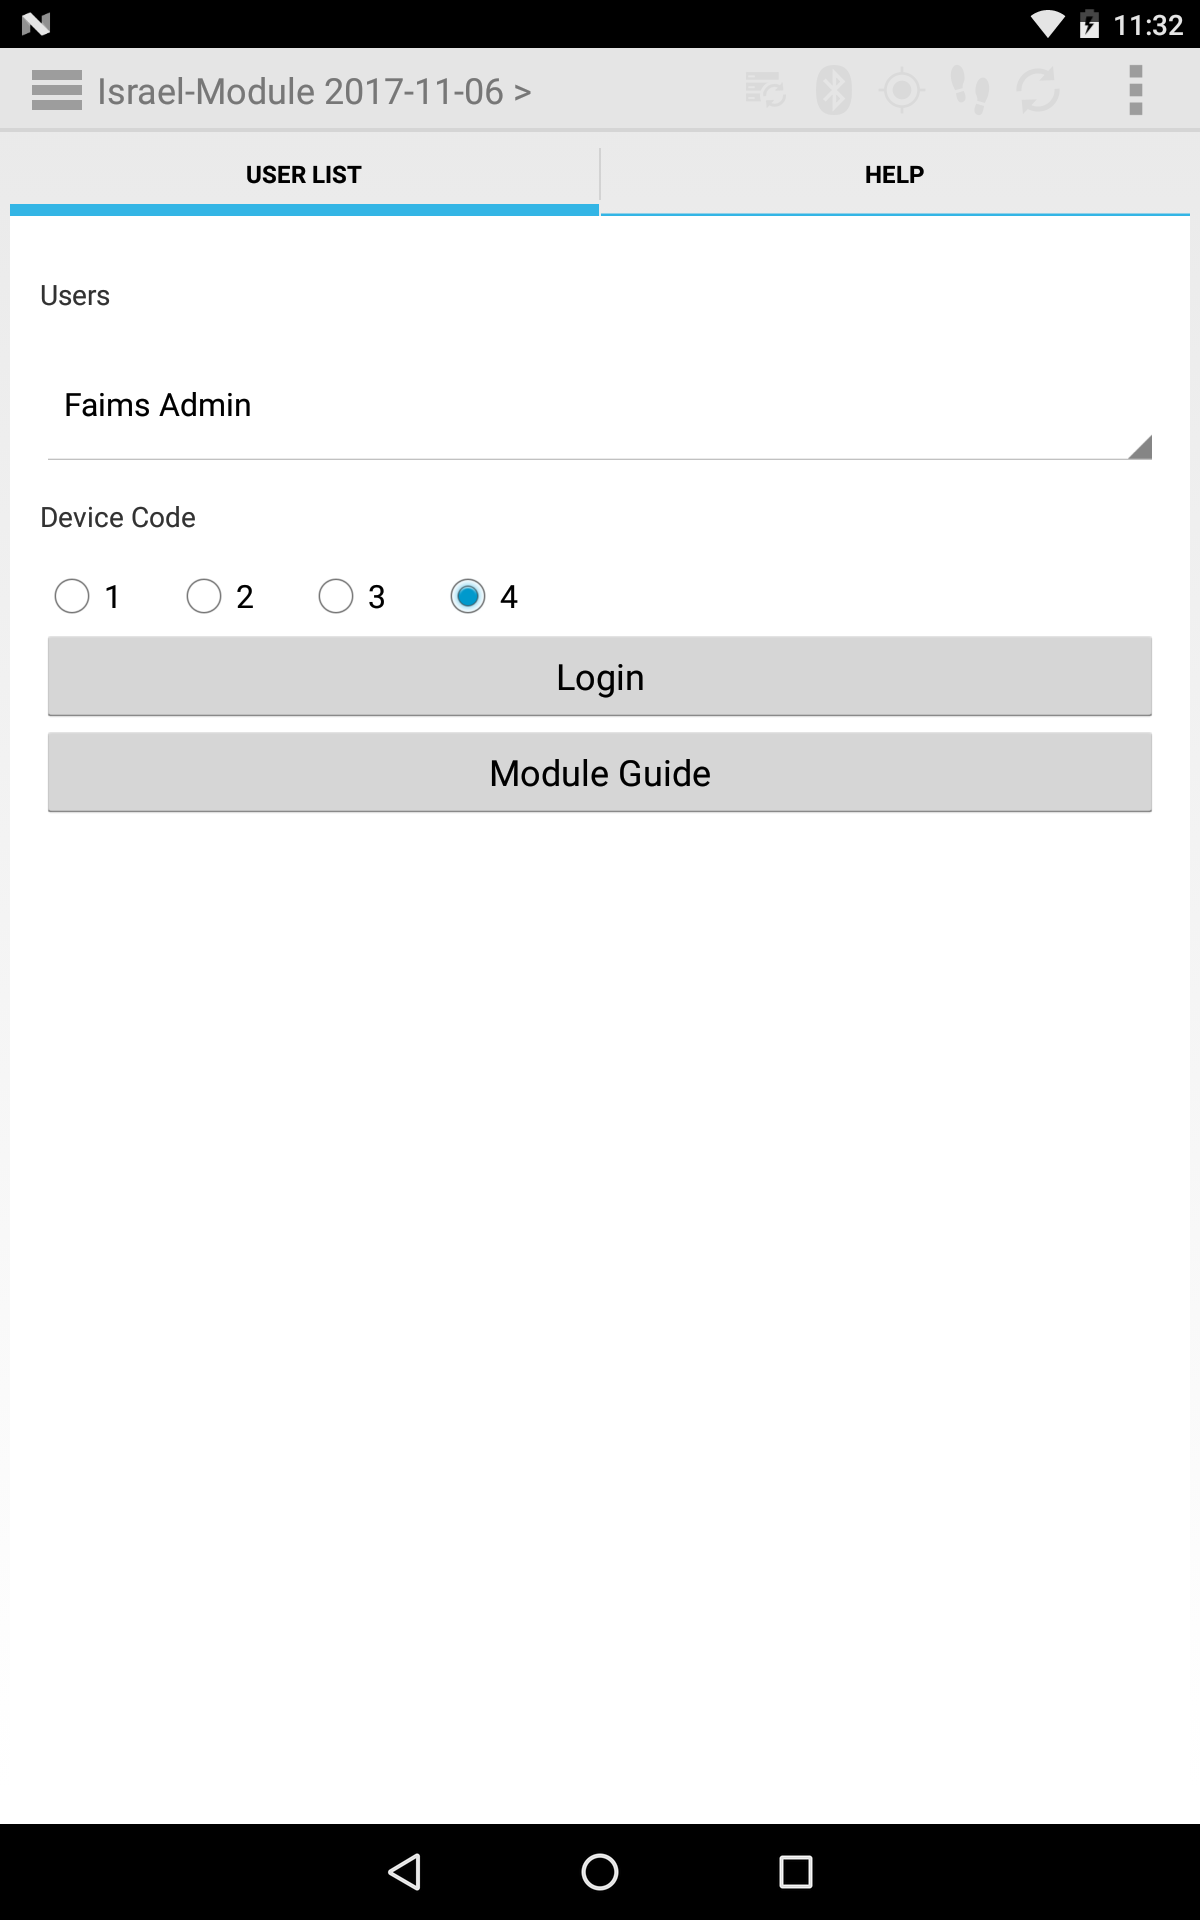 11:32
Israel-Module 2017-11-06 >
USER LIST
HELP
Users
Faims Admin
Device Code
1 2 3 4
Login
Module Guide